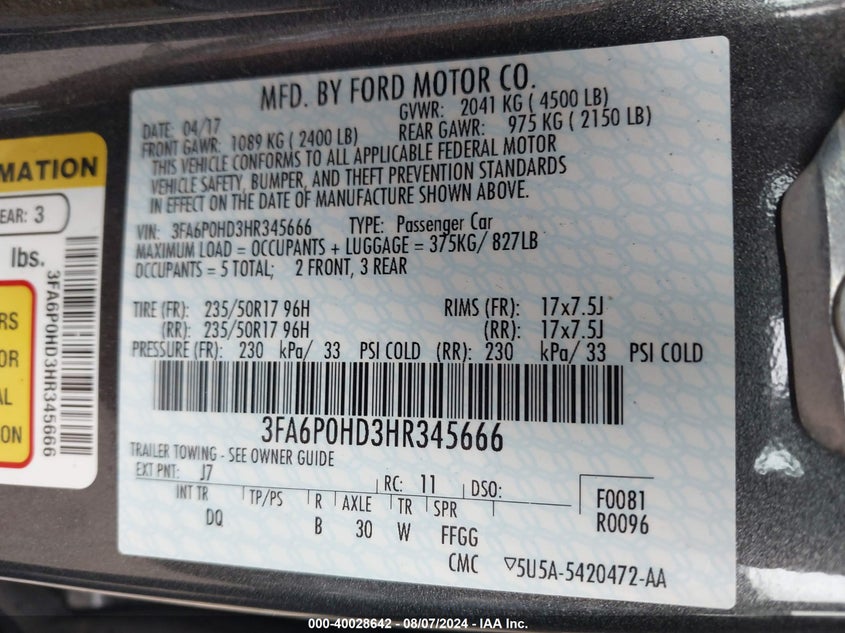 MATION
EAR: 3
lbs.
3FA6P0HD3HR345666
RS
OR
AL
ON
MFD. BY FORD MOTOR CO.
DATE: 04/17 GVWR: 2041 KG ( 4500 LB)
FRONT GAWR: 1089 KG ( 2400 LB) REAR GAWR: 975 KG ( 2150 LB)
THIS VEHICLE CONFORMS TO ALL APPLICABLE FEDERAL MOTOR
VEHICLE SAFETY, BUMPER, AND THEFT PREVENTION STANDARDS
IN EFFECT ON THE DATE OF MANUFACTURE SHOWN ABOVE.
VIN: 3FA6P0HD3HR345666 TYPE: Passenger Car
MAXIMUM LOAD = OCCUPANTS + LUGGAGE = 375KG/ 827LB
OCCUPANTS = 5 TOTAL; 2 FRONT, 3 REAR
TIRE (FR): 235/50R17 96H RIMS (FR): 17x7.5J
(RR): 235/50R17 96H (RR): 17x7.5J
PRESSURE (FR): 230 kPa/ 33 PSI COLD (RR): 230 kPa/ 33 PSI COLD
3FA6P0HD3HR345666
TRAILER TOWING - SEE OWNER GUIDE
EXT PNT: J7 RC: 11 DSO:
INT TR TP/PS R AXLE TR SPR F0081
DQ B 30 W FFGG R0096
CMC ▽5U5A-5420472-AA
000-40028642 - 08/07/2024 - IAA Inc.